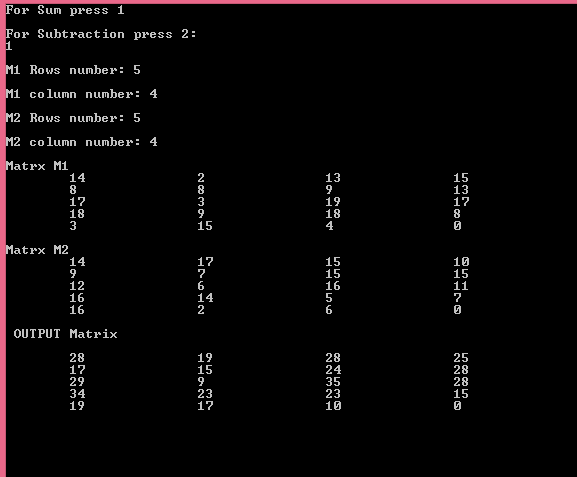 For Sum press 1
For Subtraction press 2:
1
M1 Rows number: 5
M1 column number: 4
M2 Rows number: 5
M2 column number: 4
Matrx M1
14 2 13 15
8 8 9 13
17 3 19 17
18 9 18 8
3 15 4 0
Matrx M2
14 17 15 10
9 7 15 15
12 6 16 11
16 14 5 7
16 2 6 0
OUTPUT Matrix
28 19 28 25
17 15 24 28
29 9 35 28
34 23 23 15
19 17 10 0